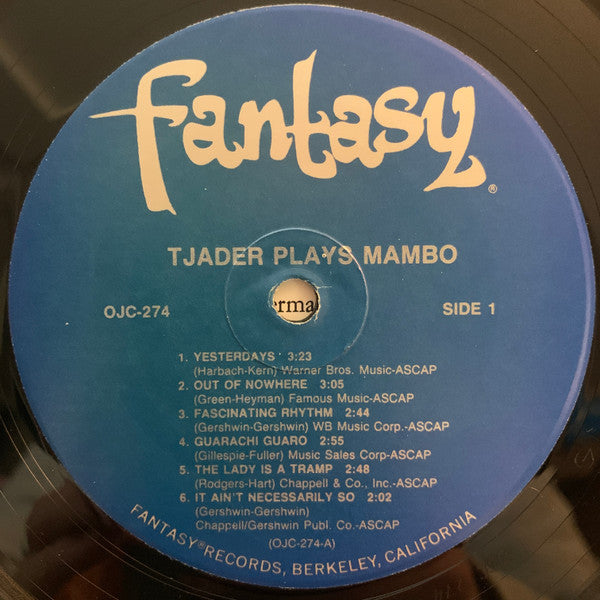 fantasy®
TJADER PLAYS MAMBO
OJC-274
erma
SIDE 1
1. YESTERDAYS 3:23
(Harbach-Kern) Warner Bros. Music-ASCAP
2. OUT OF NOWHERE 3:05
(Green-Heyman) Famous Music-ASCAP
3. FASCINATING RHYTHM 2:44
(Gershwin-Gershwin) WB Music Corp.-ASCAP
4. GUARACHI GUARO 2:55
(Gillespie-Fuller) Music Sales Corp-ASCAP
5. THE LADY IS A TRAMP 2:48
(Rodgers-Hart) Chappell & Co., Inc.-ASCAP
6. IT AIN'T NECESSARILY SO 2:02
(Gershwin-Gershwin)
Chappell/Gershwin Publ. Co.-ASCAP
(OJC-274-A)
FANTASY® RECORDS, BERKELEY, CALIFORNIA